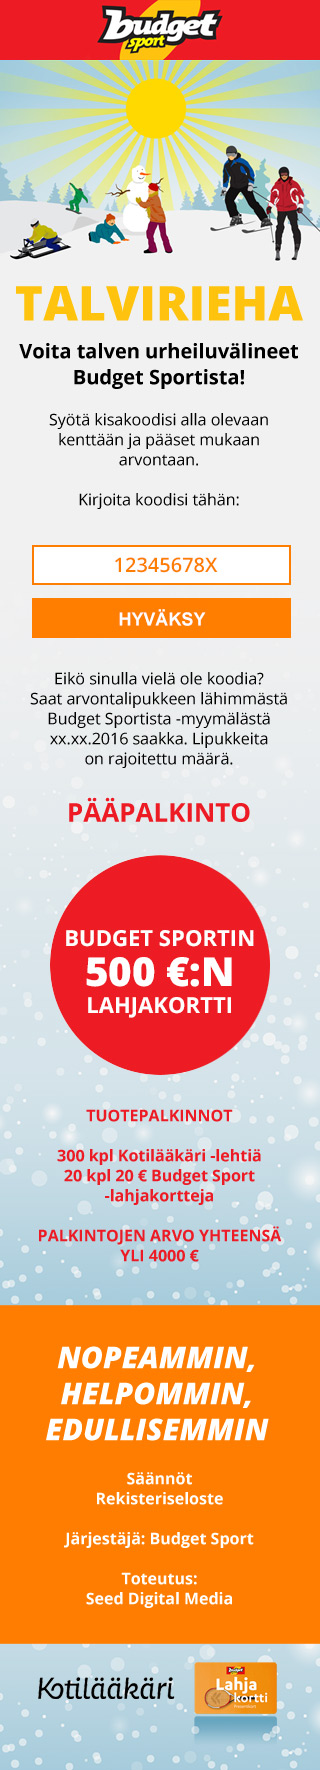 budget
sport
TALVIRIEHA
Voita talven urheiluvälineet
Budget Sportista!
Syötä kisakoodisi alla olevaan
kenttään ja pääset mukaan
arvontaan.
Kirjoita koodisi tähän:
12345678X
HYVÄKSY
Eikö sinulla vielä ole koodia?
Saat arvontalipukkeen lähimmästä
Budget Sportista -myymälästä
xx.xx.2016 saakka. Lipukkeita
on rajoitettu määrä.
PÄÄPALKINTO
BUDGET SPORTIN
500 €:N
LAHJAKORTTI
TUOTEPALKINNOT
300 kpl Kotilääkäri -lehtiä
20 kpl 20 € Budget Sport
-lahjakortteja
PALKINTOJEN ARVO YHTEENSÄ
YLI 4000 €
NOPEAMMIN,
HELPOMMIN,
EDULLISEMMIN
Säännöt
Rekisteriseloste
Järjestäjä: Budget Sport
Toteutus:
Seed Digital Media
Kotilääkäri
budget
Lahja
kortti